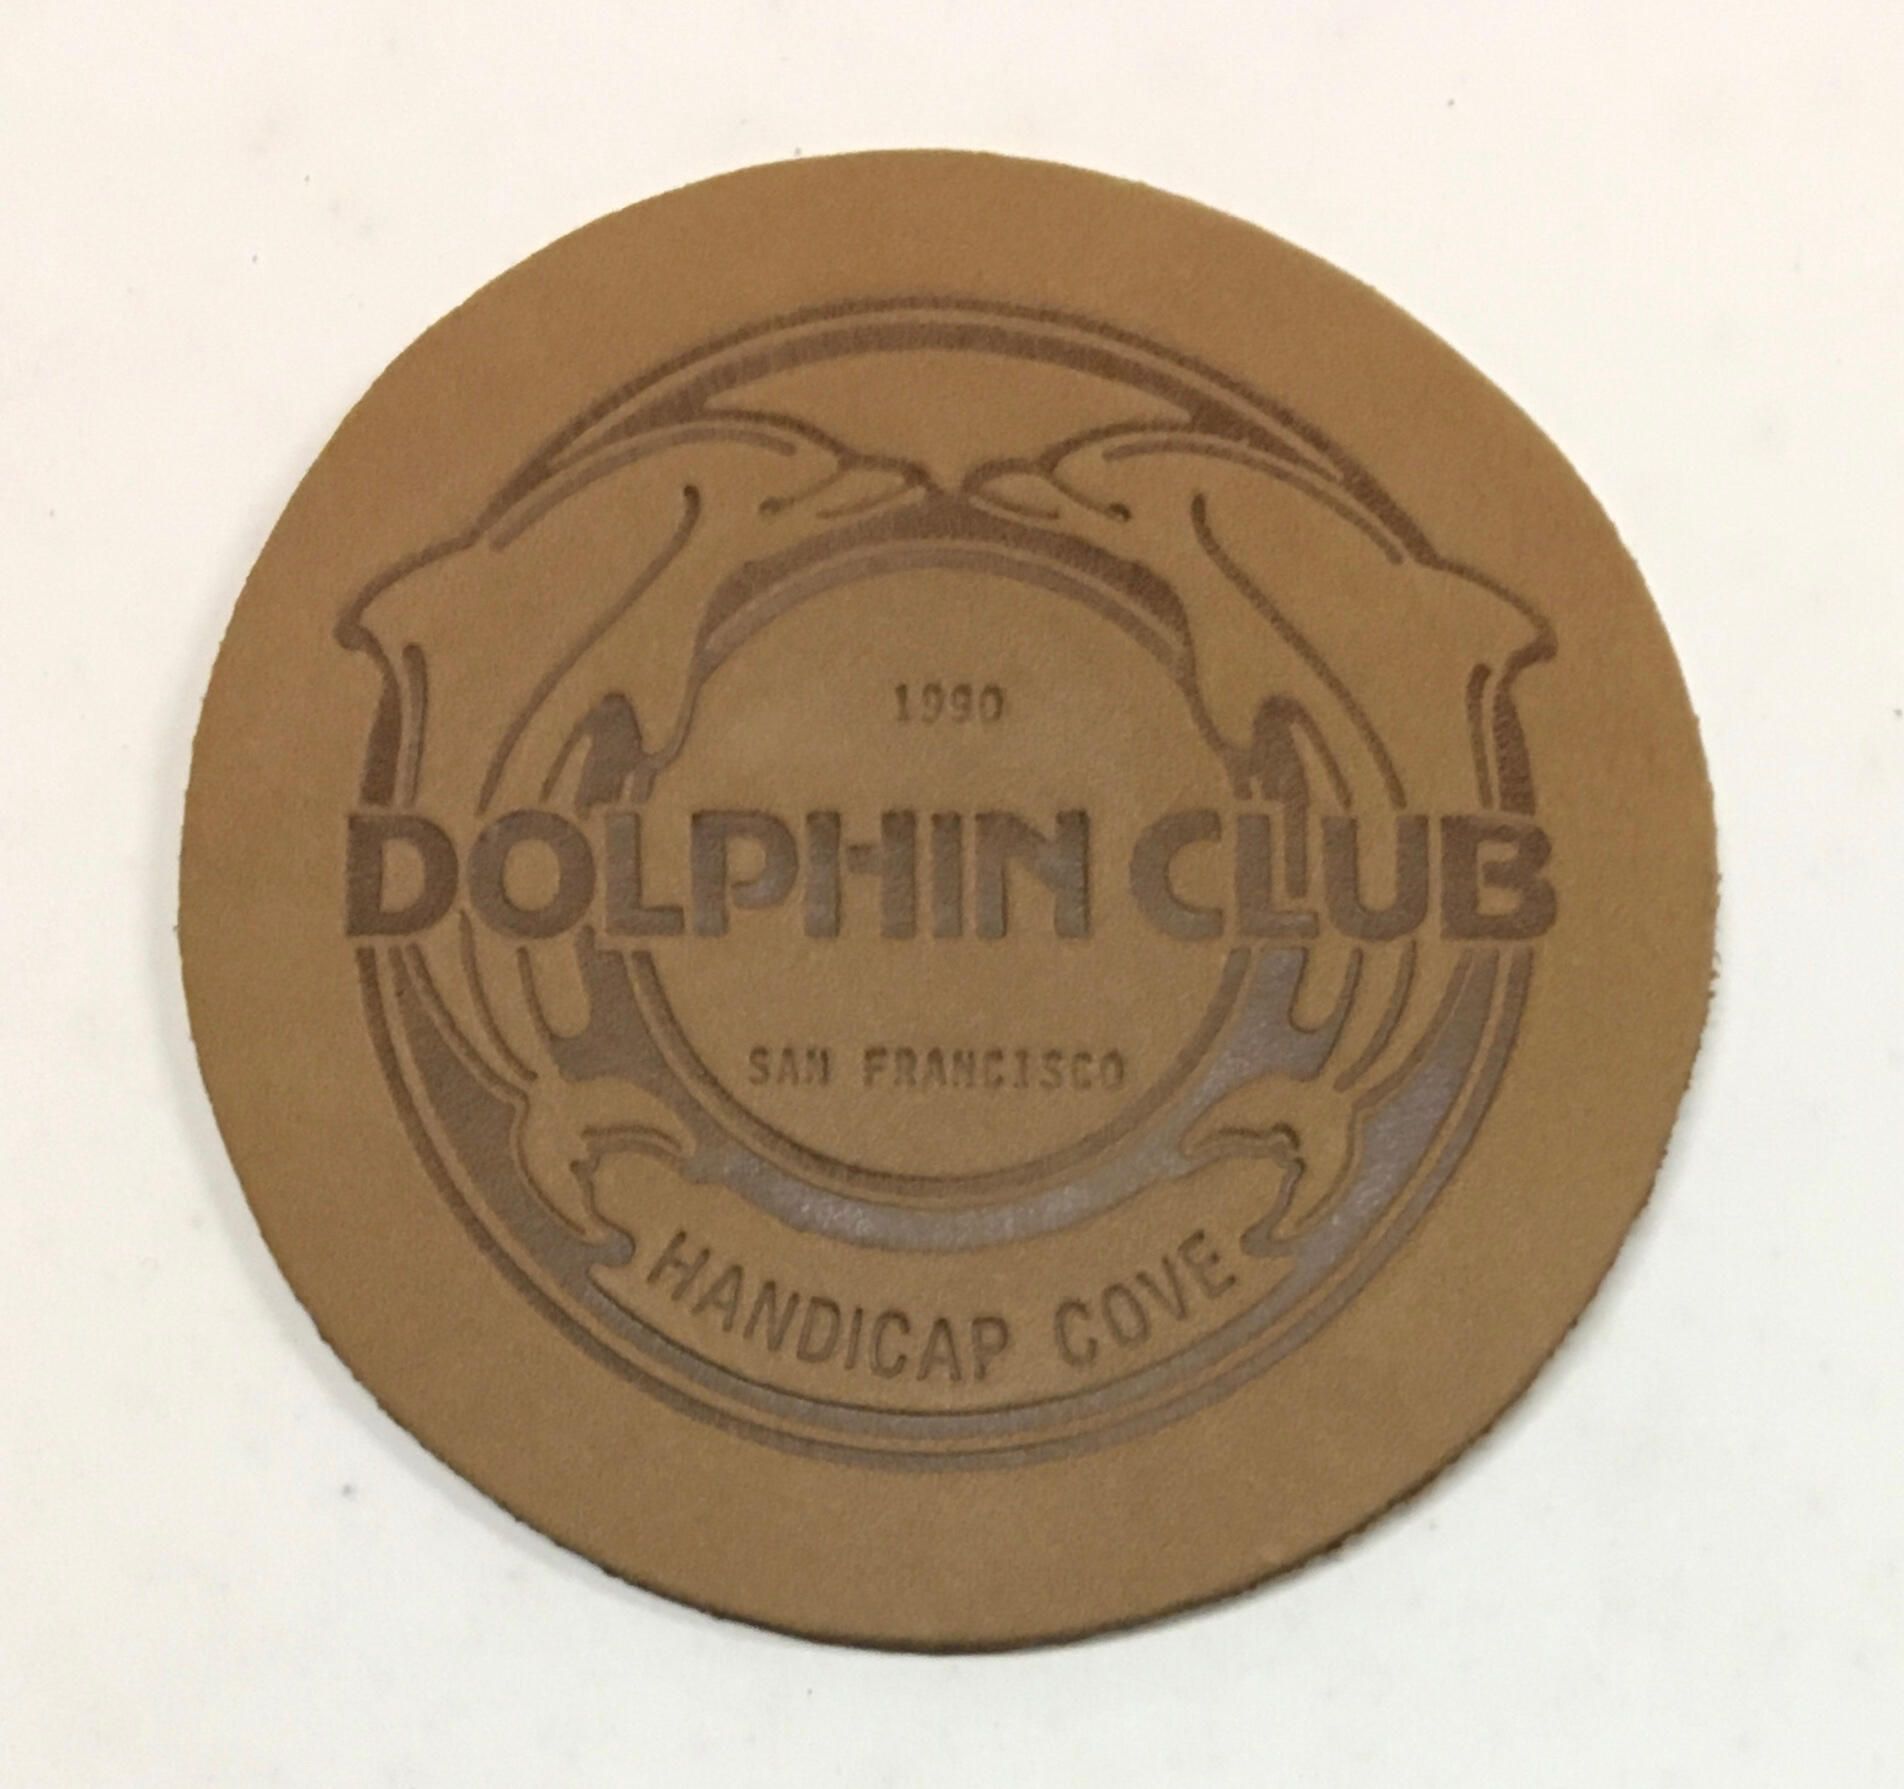 1990
DOLPHIN CLUB
SAN FRANCISCO
HANDICAP COVE